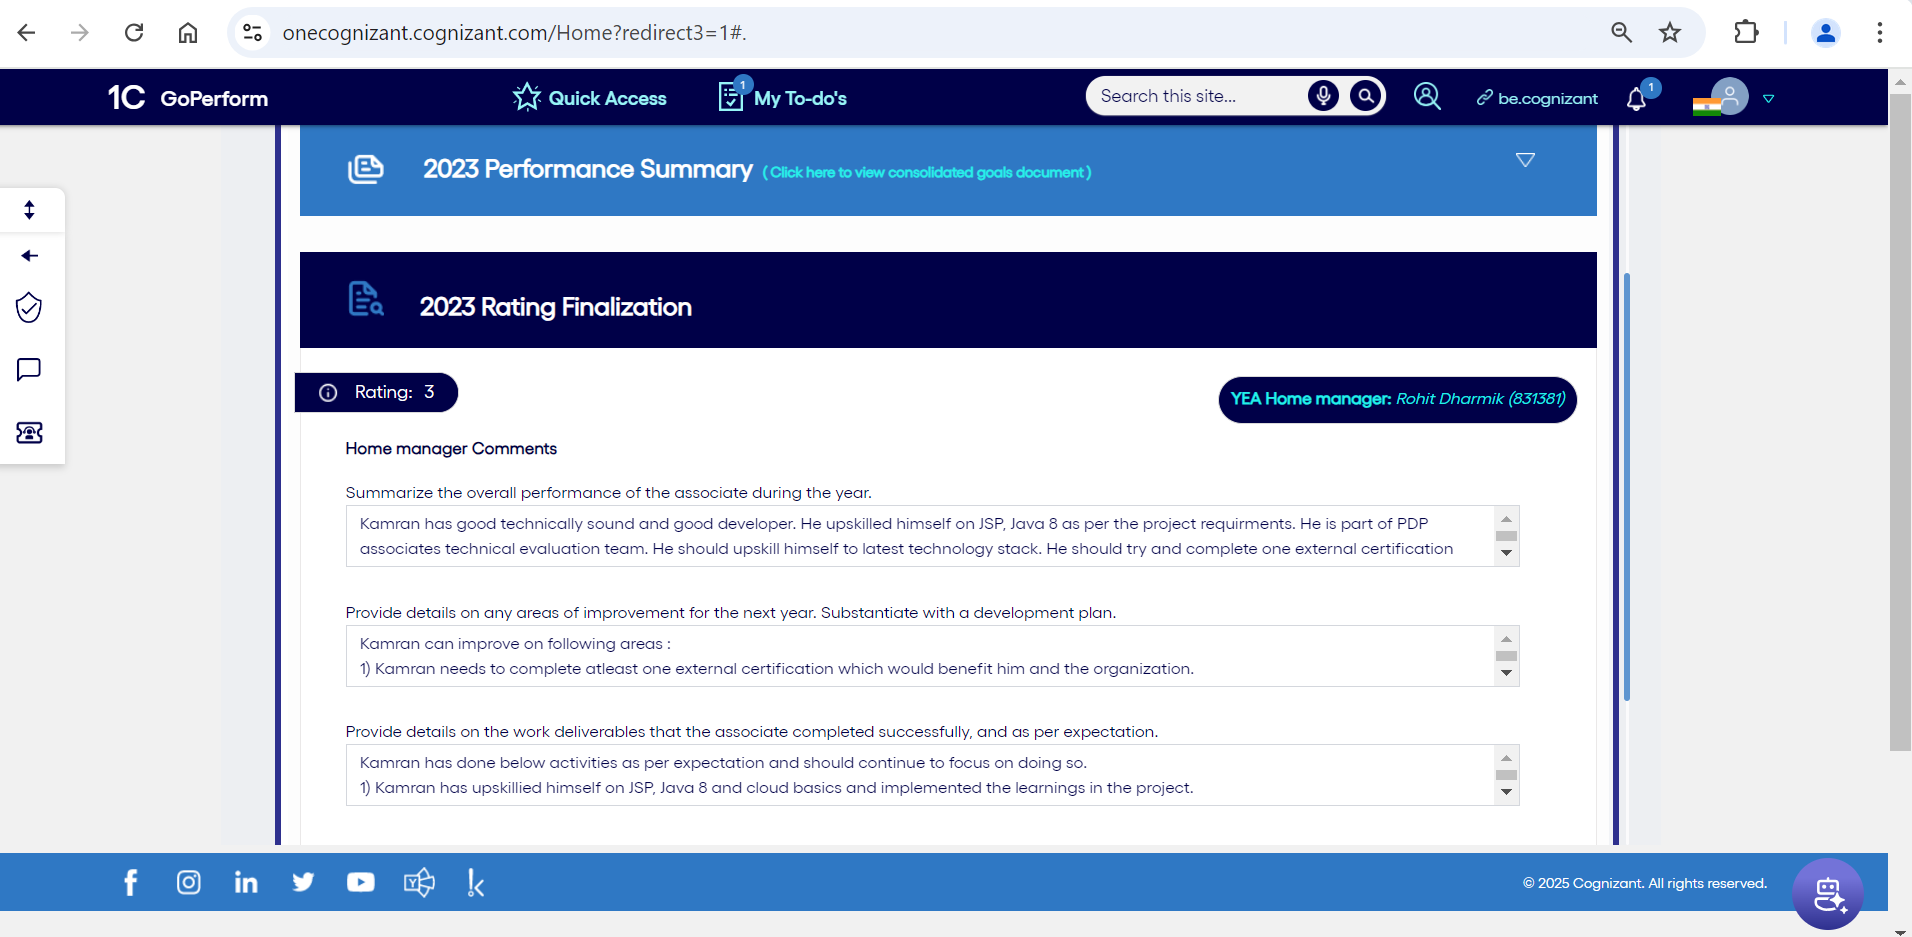 onecognizant.cognizant.com/Home?redirect3=1#.
1C GoPerform
Quick Access
1
My To-do's
Search this site...
be.cognizant
1
2023 Performance Summary (Click here to view consolidated goals document)
2023 Rating Finalization
Rating: 3
YEA Home manager: Rohit Dharmik (831381)
Home manager Comments
Summarize the overall performance of the associate during the year.
Kamran has good technically sound and good developer. He upskilled himself on JSP, Java 8 as per the project requirments. He is part of PDP
associates technical evaluation team. He should upskill himself to latest technology stack. He should try and complete one external certification
Provide details on any areas of improvement for the next year. Substantiate with a development plan.
Kamran can improve on following areas :
1) Kamran needs to complete atleast one external certification which would benefit him and the organization.
Provide details on the work deliverables that the associate completed successfully, and as per expectation.
Kamran has done below activities as per expectation and should continue to focus on doing so.
1) Kamran has upskillied himself on JSP, Java 8 and cloud basics and implemented the learnings in the project.
© 2025 Cognizant. All rights reserved.